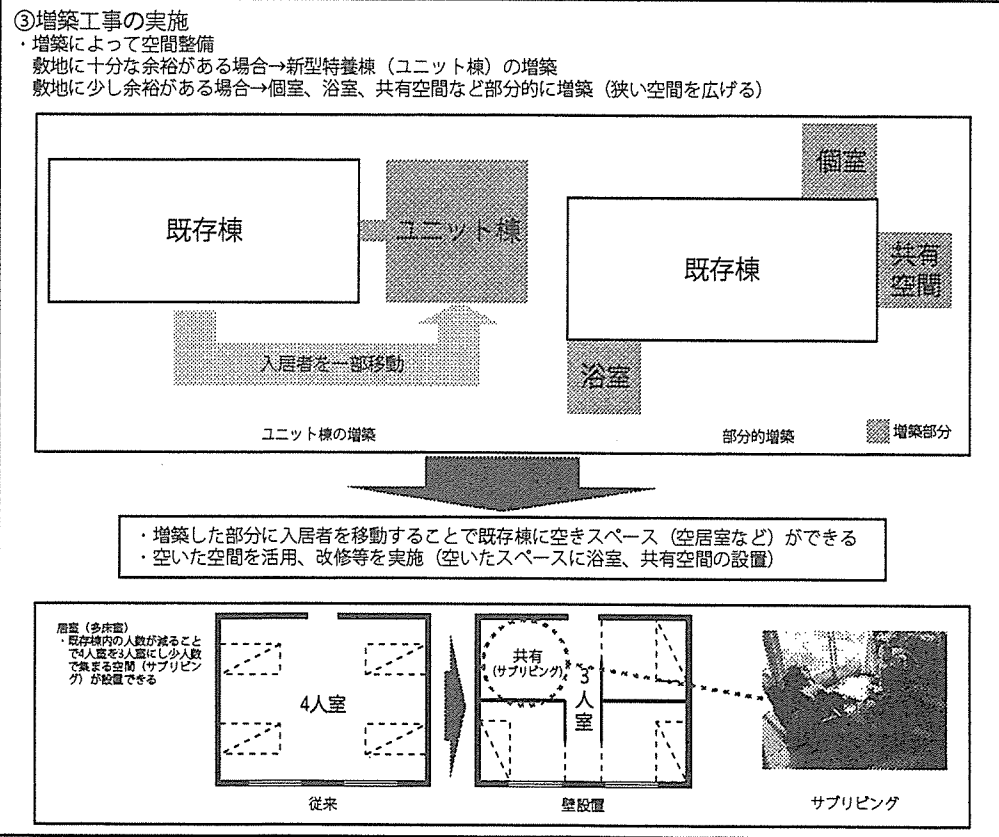 ③増築工事の実施
・増築によって空間整備
敷地に十分な余裕がある場合→新型特養棟（ユニット棟）の増築
敷地に少し余裕がある場合→個室、浴室、共有空間など部分的に増築（狭い空間を広げる）
既存棟
ユニット棟
入居者を一部移動
ユニット棟の増築
個室
既存棟
共有
空間
浴室
部分的増築
増築部分
・増築した部分に入居者を移動することで既存棟に空きスペース（空居室など）ができる
・空いた空間を活用、改修等を実施（空いたスペースに浴室、共有空間の設置）
居室（多床室）
・既存棟内の人数が減ること
で4人室を3人室にし少人数
で集まる空間（サブリビン
グ）が設置できる
4人室
従来
共有
(サブリビング)
3
人
室
壁設置
サブリビング